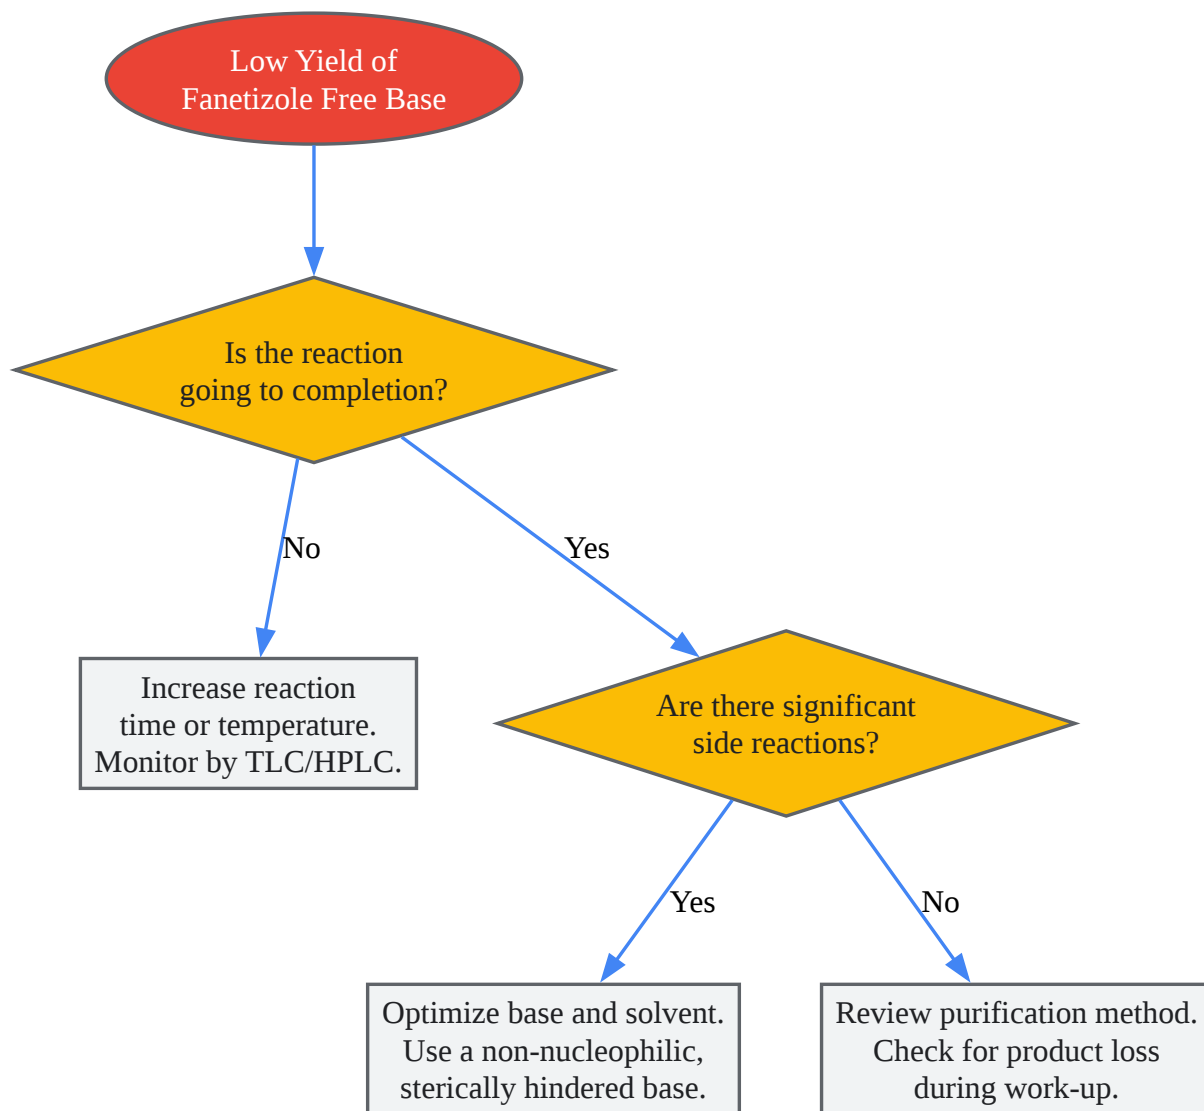 Low Yield of
Fanetizole Free Base
Is the reaction
going to completion?
No
Yes
Increase reaction
time or temperature.
Monitor by TLC/HPLC.
Are there significant
side reactions?
Yes
No
Optimize base and solvent.
Use a non-nucleophilic,
sterically hindered base.
Review purification method.
Check for product loss
during work-up.